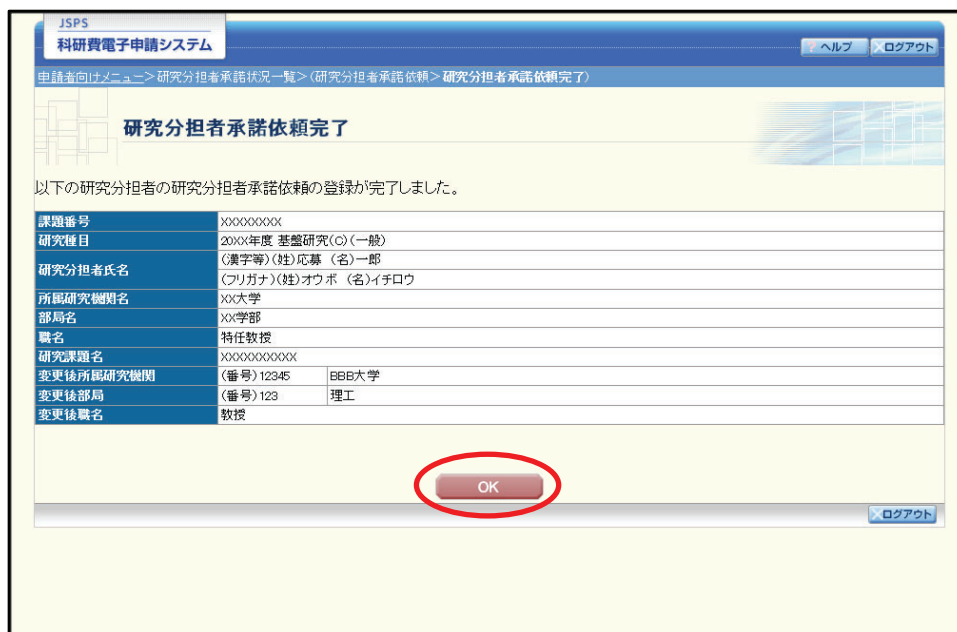 JSPS
科研費電子申請システム
? ヘルプ
ログアウト
申請者向けメニュー>研究分担者承諾状況一覧>(研究分担者承諾依頼>研究分担者承諾依頼完了)
研究分担者承諾依頼完了
以下の研究分担者の研究分担者承諾依頼の登録が完了しました。
課題番号 XXXXXXXX
研究種目 20XX年度 基盤研究(C)(一般)
研究分担者氏名 (漢字等)(姓)応募 (名)一郎
(フリガナ)(姓)オウボ (名)イチロウ
所属研究機関名 XX大学
部局名 XX学部
職名 特任教授
研究課題名 XXXXXXXXXX
変更後所属研究機関 (番号)12345 BBB大学
変更後部局 (番号)123 理工
変更後職名 教授
OK
ログアウト